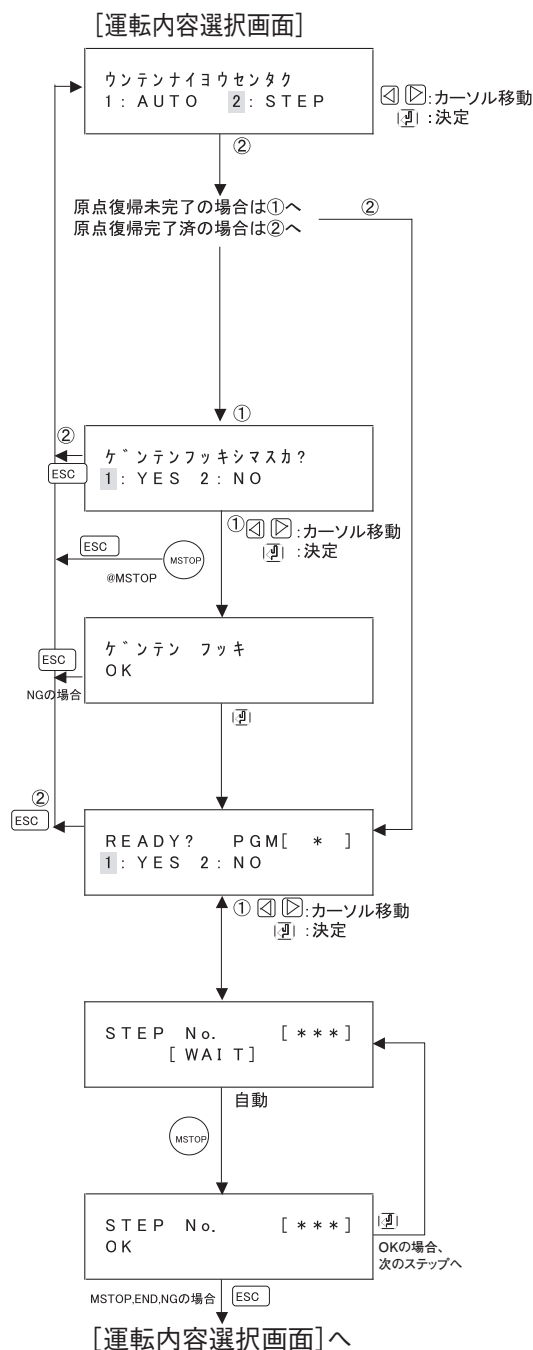 [運転内容選択画面]
ウンテンナイヨウセンタク
1: AUTO 2: STEP
:カーソル移動
:決定
②
原点復帰未完了の場合は①へ
原点復帰完了済の場合は②へ
②
①
②
ESC
ゲンテンフッキシマスカ?
1: YES 2: NO
①
:カーソル移動
:決定
ESC
MSTOP
@MSTOP
ゲンテン フッキ
OK
ESC
NGの場合
②
ESC
READY? PGM[ * ]
1: YES 2: NO
①
:カーソル移動
:決定
STEP No. [***]
[WAIT]
自動
MSTOP
STEP No. [***]
OK
OKの場合、
次のステップへ
MSTOP,END,NGの場合
ESC
[運転内容選択画面]へ